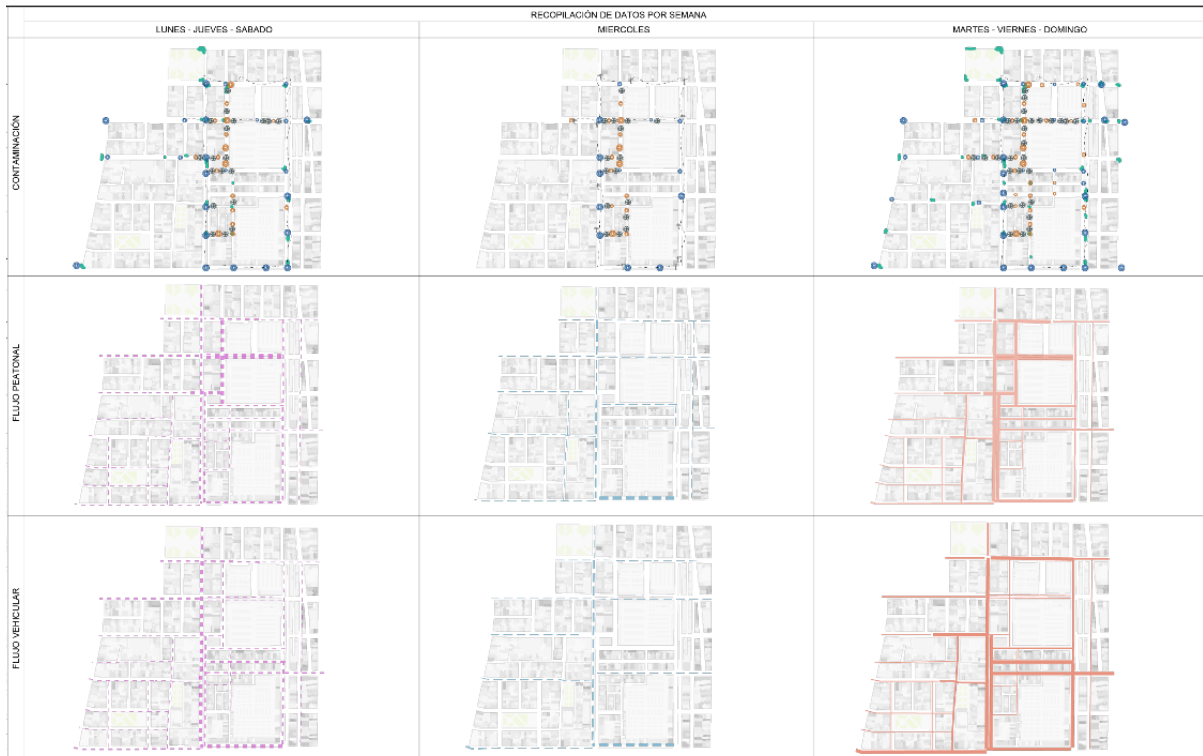 RECOPILACIÓN DE DATOS POR SEMANA
LUNES - JUEVES - SABADO
MIERCOLES
MARTES - VIERNES - DOMINGO
CONTAMINACIÓN
FLUJO PEATONAL
FLUJO VEHICULAR